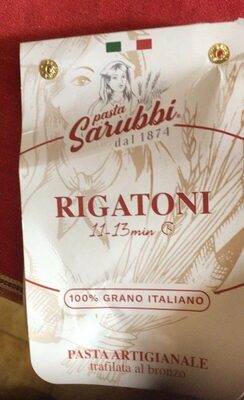 pasta
Sarubbi®
dal 1874
RIGATONI
11-13min
100% GRANO ITALIANO
PASTA ARTIGIANALE
trafilata al bronzo